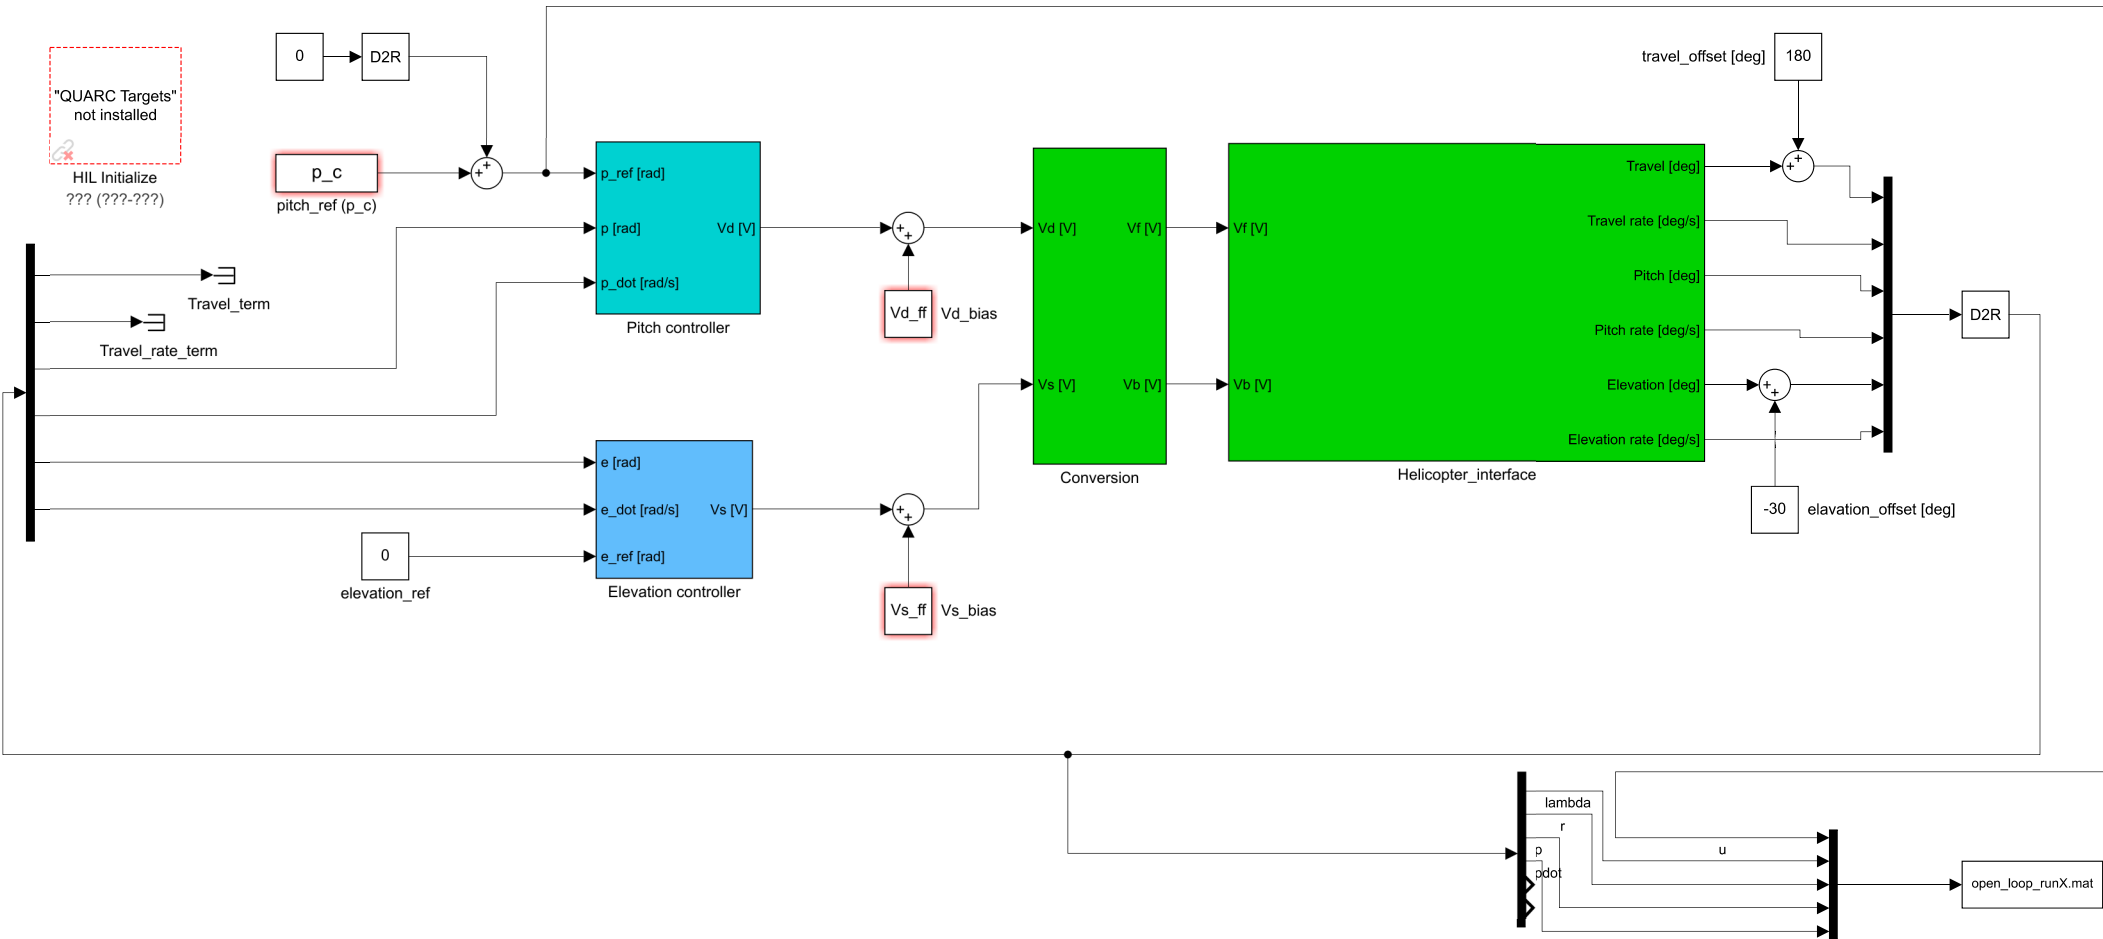 0
D2R
travel_offset [deg]
180
"QUARC Targets"
not installed
HIL Initialize
??? (???-???)
p_c
pitch_ref (p_c)
+
+
p_ref [rad]
p [rad]
p_dot [rad/s]
Vd [V]
Pitch controller
+
+
Vd_ff
Vd_bias
Vd [V]
Vs [V]
Vf [V]
Vb [V]
Conversion
Vf [V]
Vb [V]
Travel [deg]
Travel rate [deg/s]
Pitch [deg]
Pitch rate [deg/s]
Elevation [deg]
Elevation rate [deg/s]
Helicopter_interface
+
+
+
+
D2R
-30
elavation_offset [deg]
Travel_term
Travel_rate_term
e [rad]
e_dot [rad/s]
e_ref [rad]
Vs [V]
Elevation controller
0
elevation_ref
+
+
Vs_ff
Vs_bias
lambda
r
p
pdot
u
open_loop_runX.mat